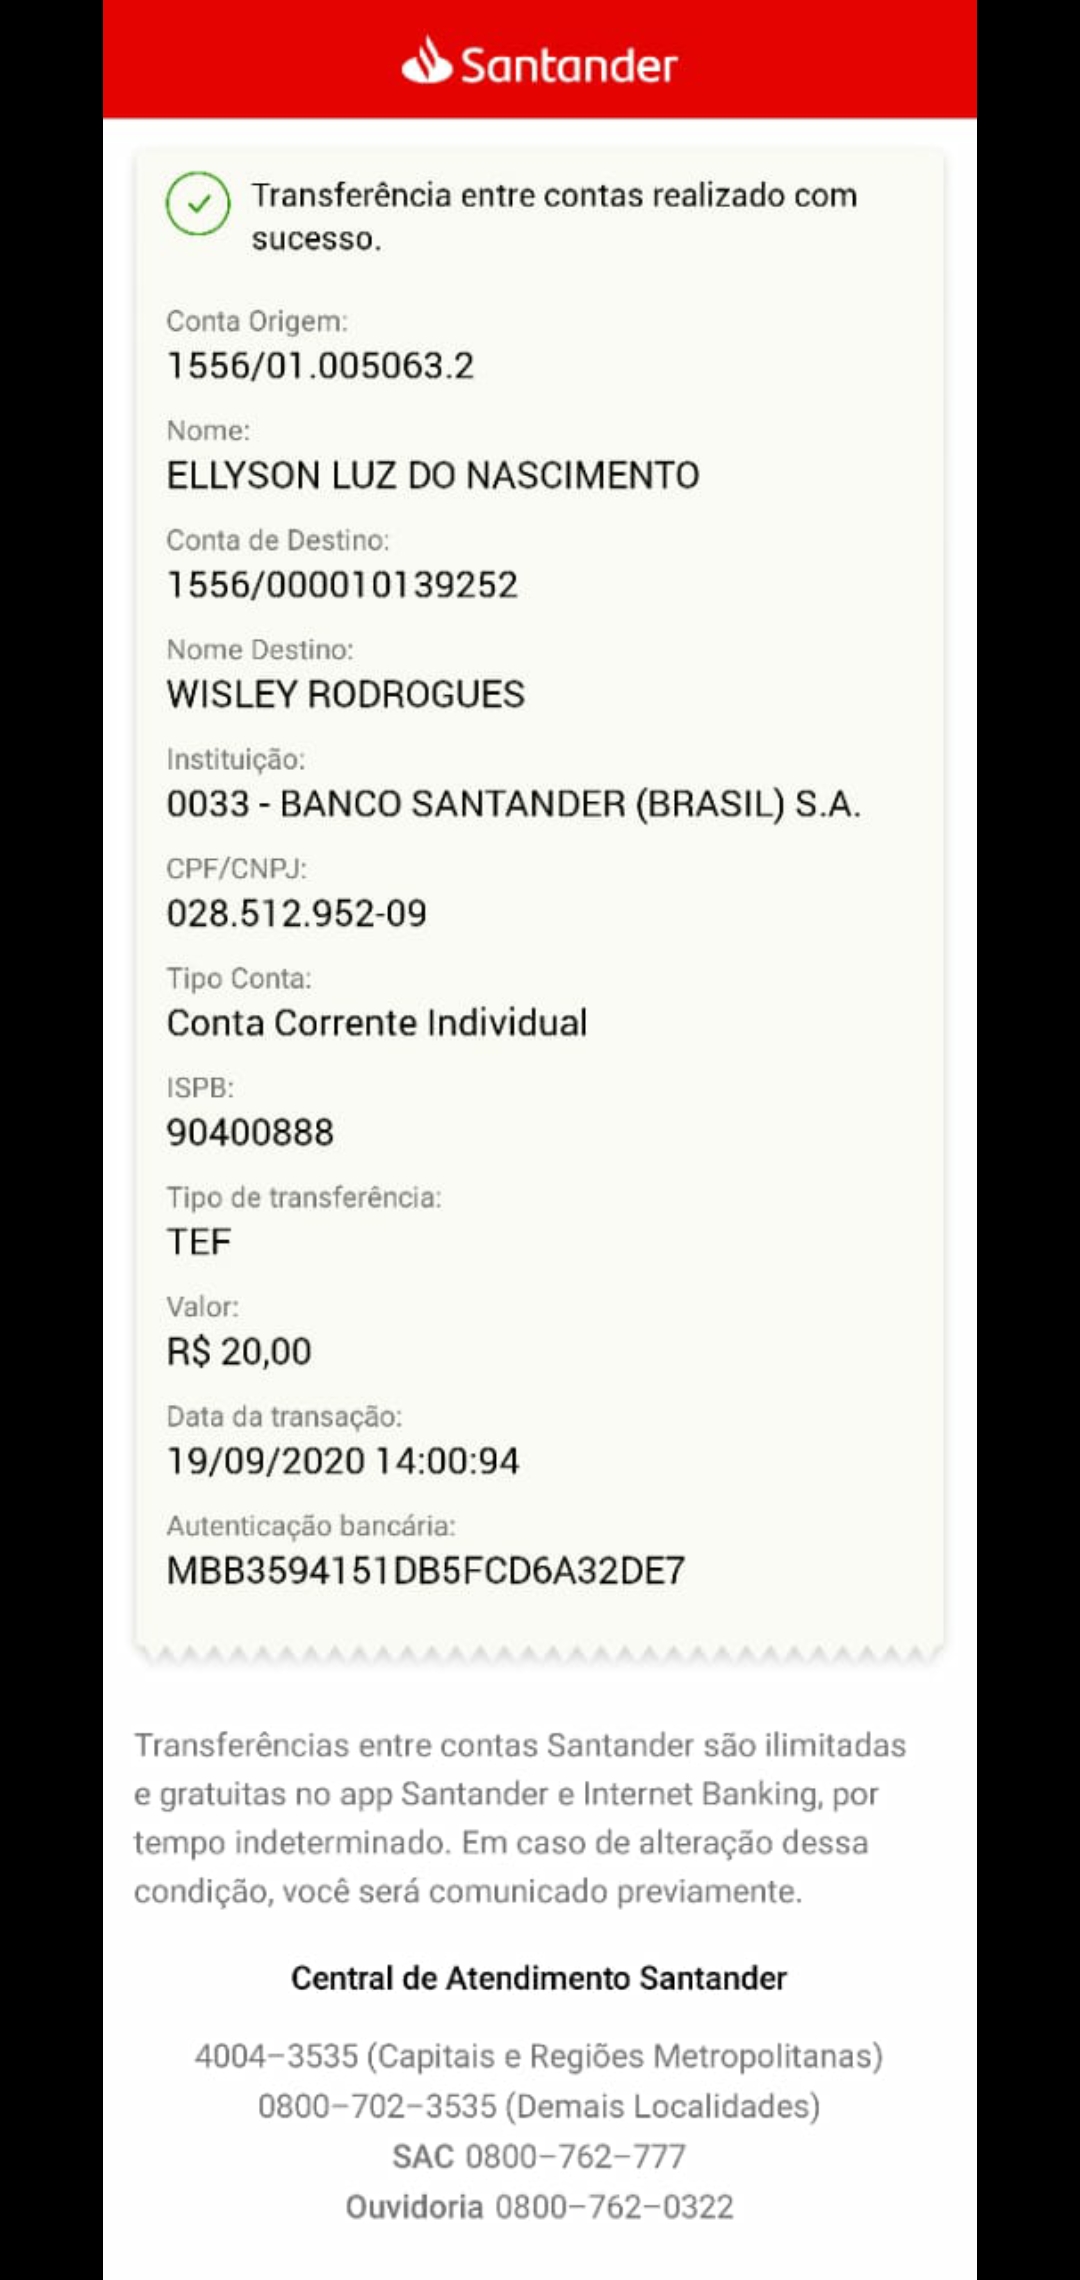 Santander
Transferência entre contas realizado com
sucesso.
Conta Origem:
1556/01.005063.2
Nome:
ELLYSON LUZ DO NASCIMENTO
Conta de Destino:
1556/000010139252
Nome Destino:
WISLEY RODROGUES
Instituição:
0033 - BANCO SANTANDER (BRASIL) S.A.
CPF/CNPJ:
028.512.952-09
Tipo Conta:
Conta Corrente Individual
ISPB:
90400888
Tipo de transferência:
TEF
Valor:
R$ 20,00
Data da transação:
19/09/2020 14:00:94
Autenticação bancária:
MBB3594151DB5FCD6A32DE7
Transferências entre contas Santander são ilimitadas
e gratuitas no app Santander e Internet Banking, por
tempo indeterminado. Em caso de alteração dessa
condição, você será comunicado previamente.
Central de Atendimento Santander
4004–3535 (Capitais e Regiões Metropolitanas)
0800–702–3535 (Demais Localidades)
SAC 0800–762–777
Ouvidoria 0800–762–0322